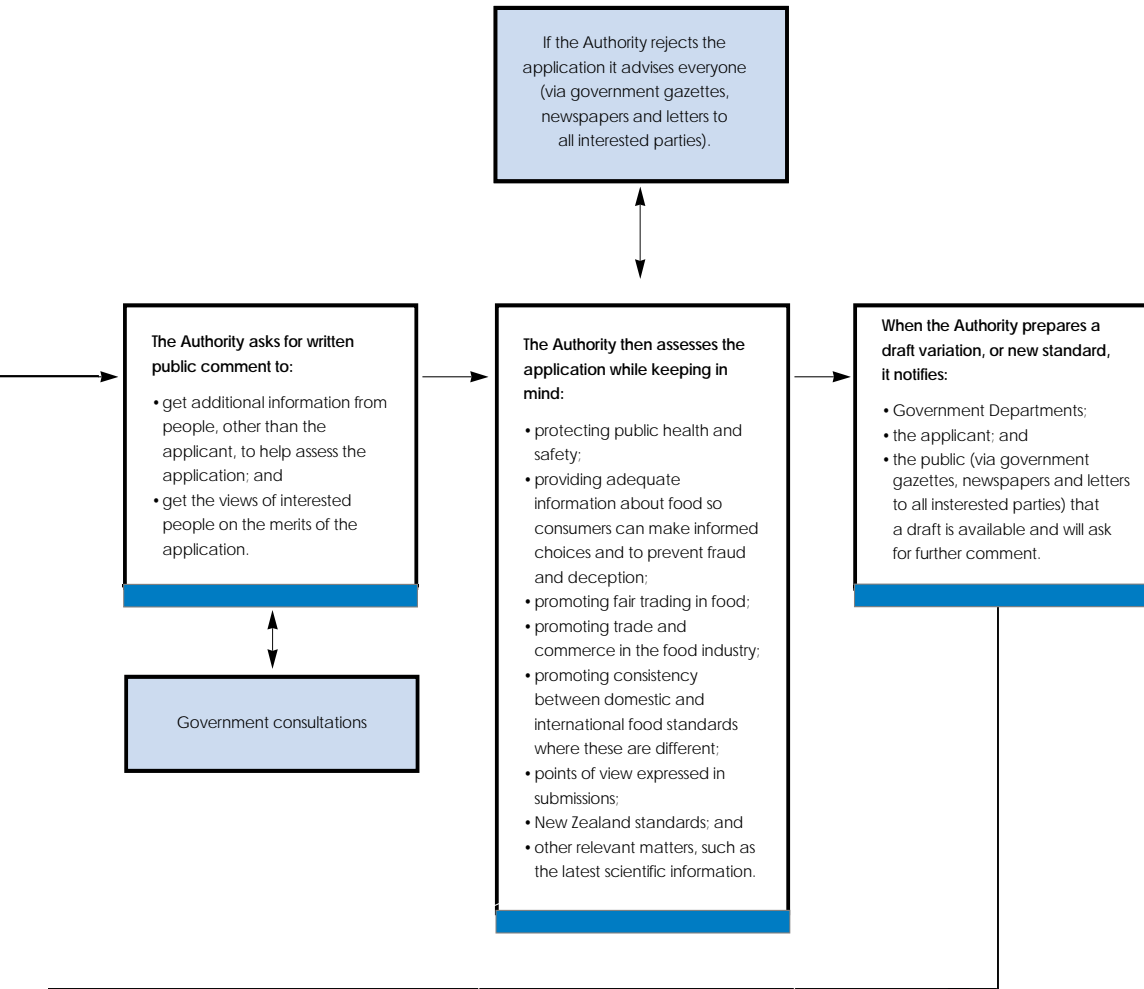 If the Authority rejects the
application it advises everyone
(via government gazettes,
newspapers and letters to
all interested parties).
The Authority asks for written
public comment to:
• get additional information from
people, other than the
applicant, to help assess the
application; and
• get the views of interested
people on the merits of the
application.
Government consultations
The Authority then assesses the
application while keeping in
mind:
• protecting public health and
safety;
• providing adequate
information about food so
consumers can make informed
choices and to prevent fraud
and deception;
• promoting fair trading in food;
• promoting trade and
commerce in the food industry;
• promoting consistency
between domestic and
international food standards
where these are different;
• points of view expressed in
submissions;
• New Zealand standards; and
• other relevant matters, such as
the latest scientific information.
When the Authority prepares a
draft variation, or new standard,
it notifies:
• Government Departments;
• the applicant; and
• the public (via government
gazettes, newspapers and letters
to all insterested parties) that
a draft is available and will ask
for further comment.